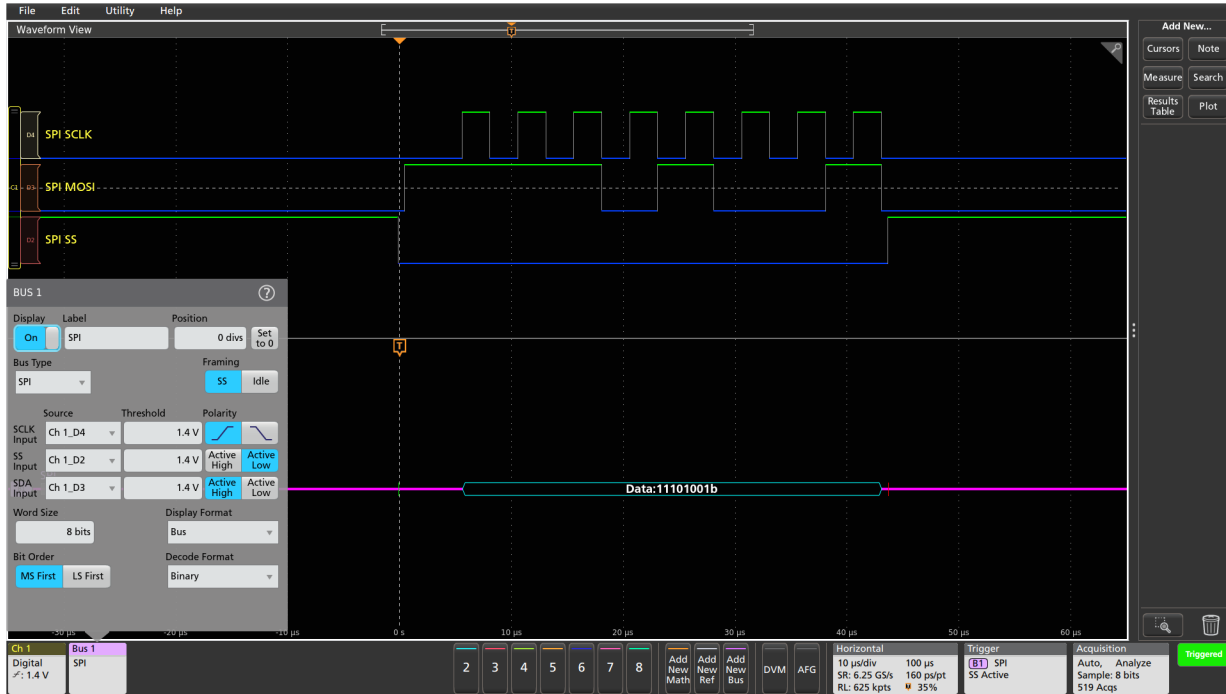 File Edit Utility Help
Waveform View
Add New...
Cursors Note
Measure Search
Results Table Plot
T
D4 SPI SCLK
C1 D3 SPI MOSI
D2 SPI SS
BUS 1 ?
Display Label Position
On SPI 0 divs Set to 0
T
Bus Type Framing
SPI SS Idle
Source Threshold Polarity
SCLK Input Ch 1_D4 1.4 V
SS Input Ch 1_D2 1.4 V Active High Active Low
SDA Input Ch 1_D3 1.4 V Active High Active Low
Data:11101001b
Word Size Display Format
8 bits Bus
Bit Order Decode Format
MS First LS First Binary
-30 µs -20 µs -10 µs 0 s 10 µs 20 µs 30 µs 40 µs 50 µs 60 µs
Ch 1
Digital
1.4 V
Bus 1
SPI
2 3 4 5 6 7 8
Add New Math
Add New Ref
Add New Bus
DVM AFG
Horizontal
10 µs/div 100 µs
SR: 6.25 GS/s 160 ps/pt
RL: 625 kpts 35%
Trigger
B1 SPI
SS Active
Acquisition
Auto, Analyze
Sample: 8 bits
519 Acqs
Triggered